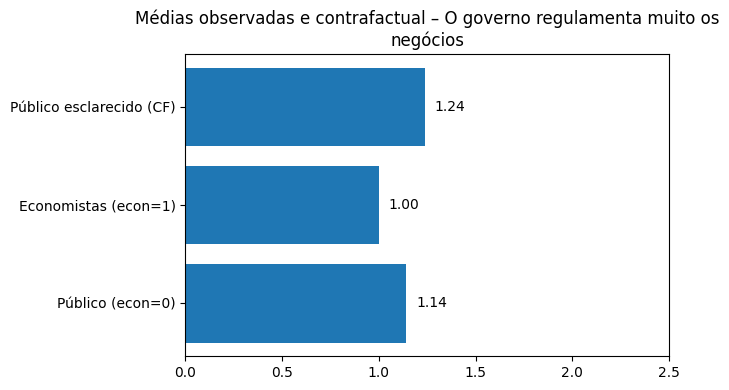 Médias observadas e contrafactual – O governo regulamenta muito os
negócios
Público esclarecido (CF)
1.24
Economistas (econ=1)
1.00
Público (econ=0)
1.14
0.0
0.5
1.0
1.5
2.0
2.5